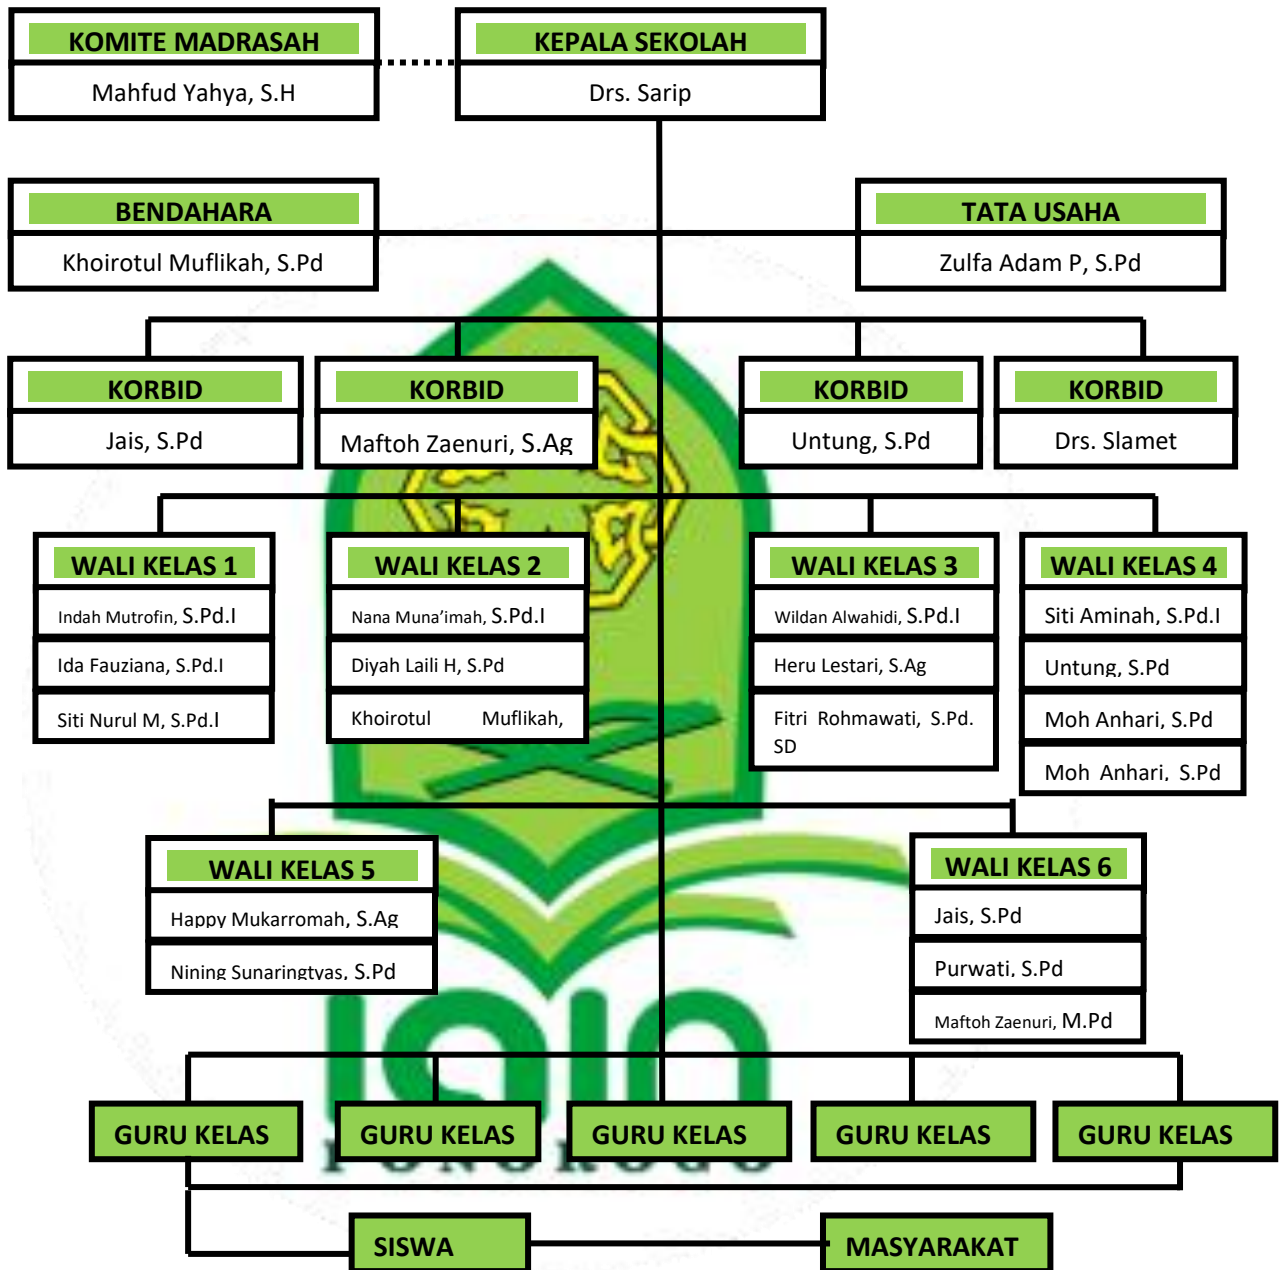 KOMITE MADRASAH
Mahfud Yahya, S.H
KEPALA SEKOLAH
Drs. Sarip
BENDAHARA
Khoirotul Muflikah, S.Pd
TATA USAHA
Zulfa Adam P, S.Pd
KORBID
Jais, S.Pd
KORBID
Maftoh Zaenuri, S.Ag
KORBID
Untung, S.Pd
KORBID
Drs. Slamet
WALI KELAS 1
Indah Mutrofin, S.Pd.I
Ida Fauziana, S.Pd.I
Siti Nurul M, S.Pd.I
WALI KELAS 2
Nana Muna’imah, S.Pd.I
Diyah Laili H, S.Pd
Khoirotul Muflikah,
WALI KELAS 3
Wildan Alwahidi, S.Pd.I
Heru Lestari, S.Ag
Fitri Rohmawati, S.Pd.
SD
WALI KELAS 4
Siti Aminah, S.Pd.I
Untung, S.Pd
Moh Anhari, S.Pd
Moh Anhari, S.Pd
WALI KELAS 5
Happy Mukarromah, S.Ag
Nining Sunaringtyas, S.Pd
WALI KELAS 6
Jais, S.Pd
Purwati, S.Pd
Maftoh Zaenuri, M.Pd
IAIN
PONOROGO
GURU KELAS
GURU KELAS
GURU KELAS
GURU KELAS
GURU KELAS
SISWA
MASYARAKAT